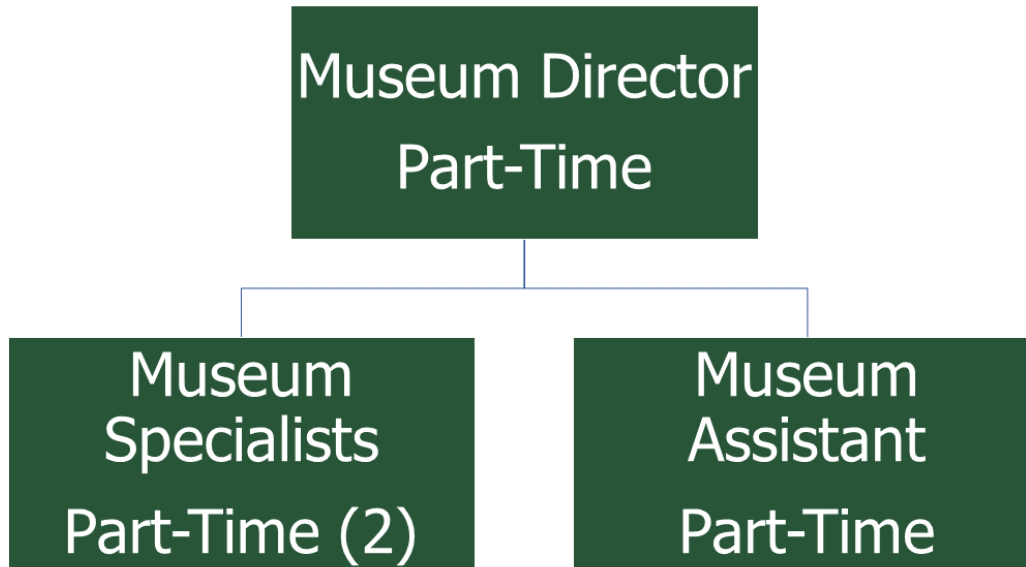 Museum Director
Part-Time
Museum
Specialists
Part-Time (2)
Museum
Assistant
Part-Time